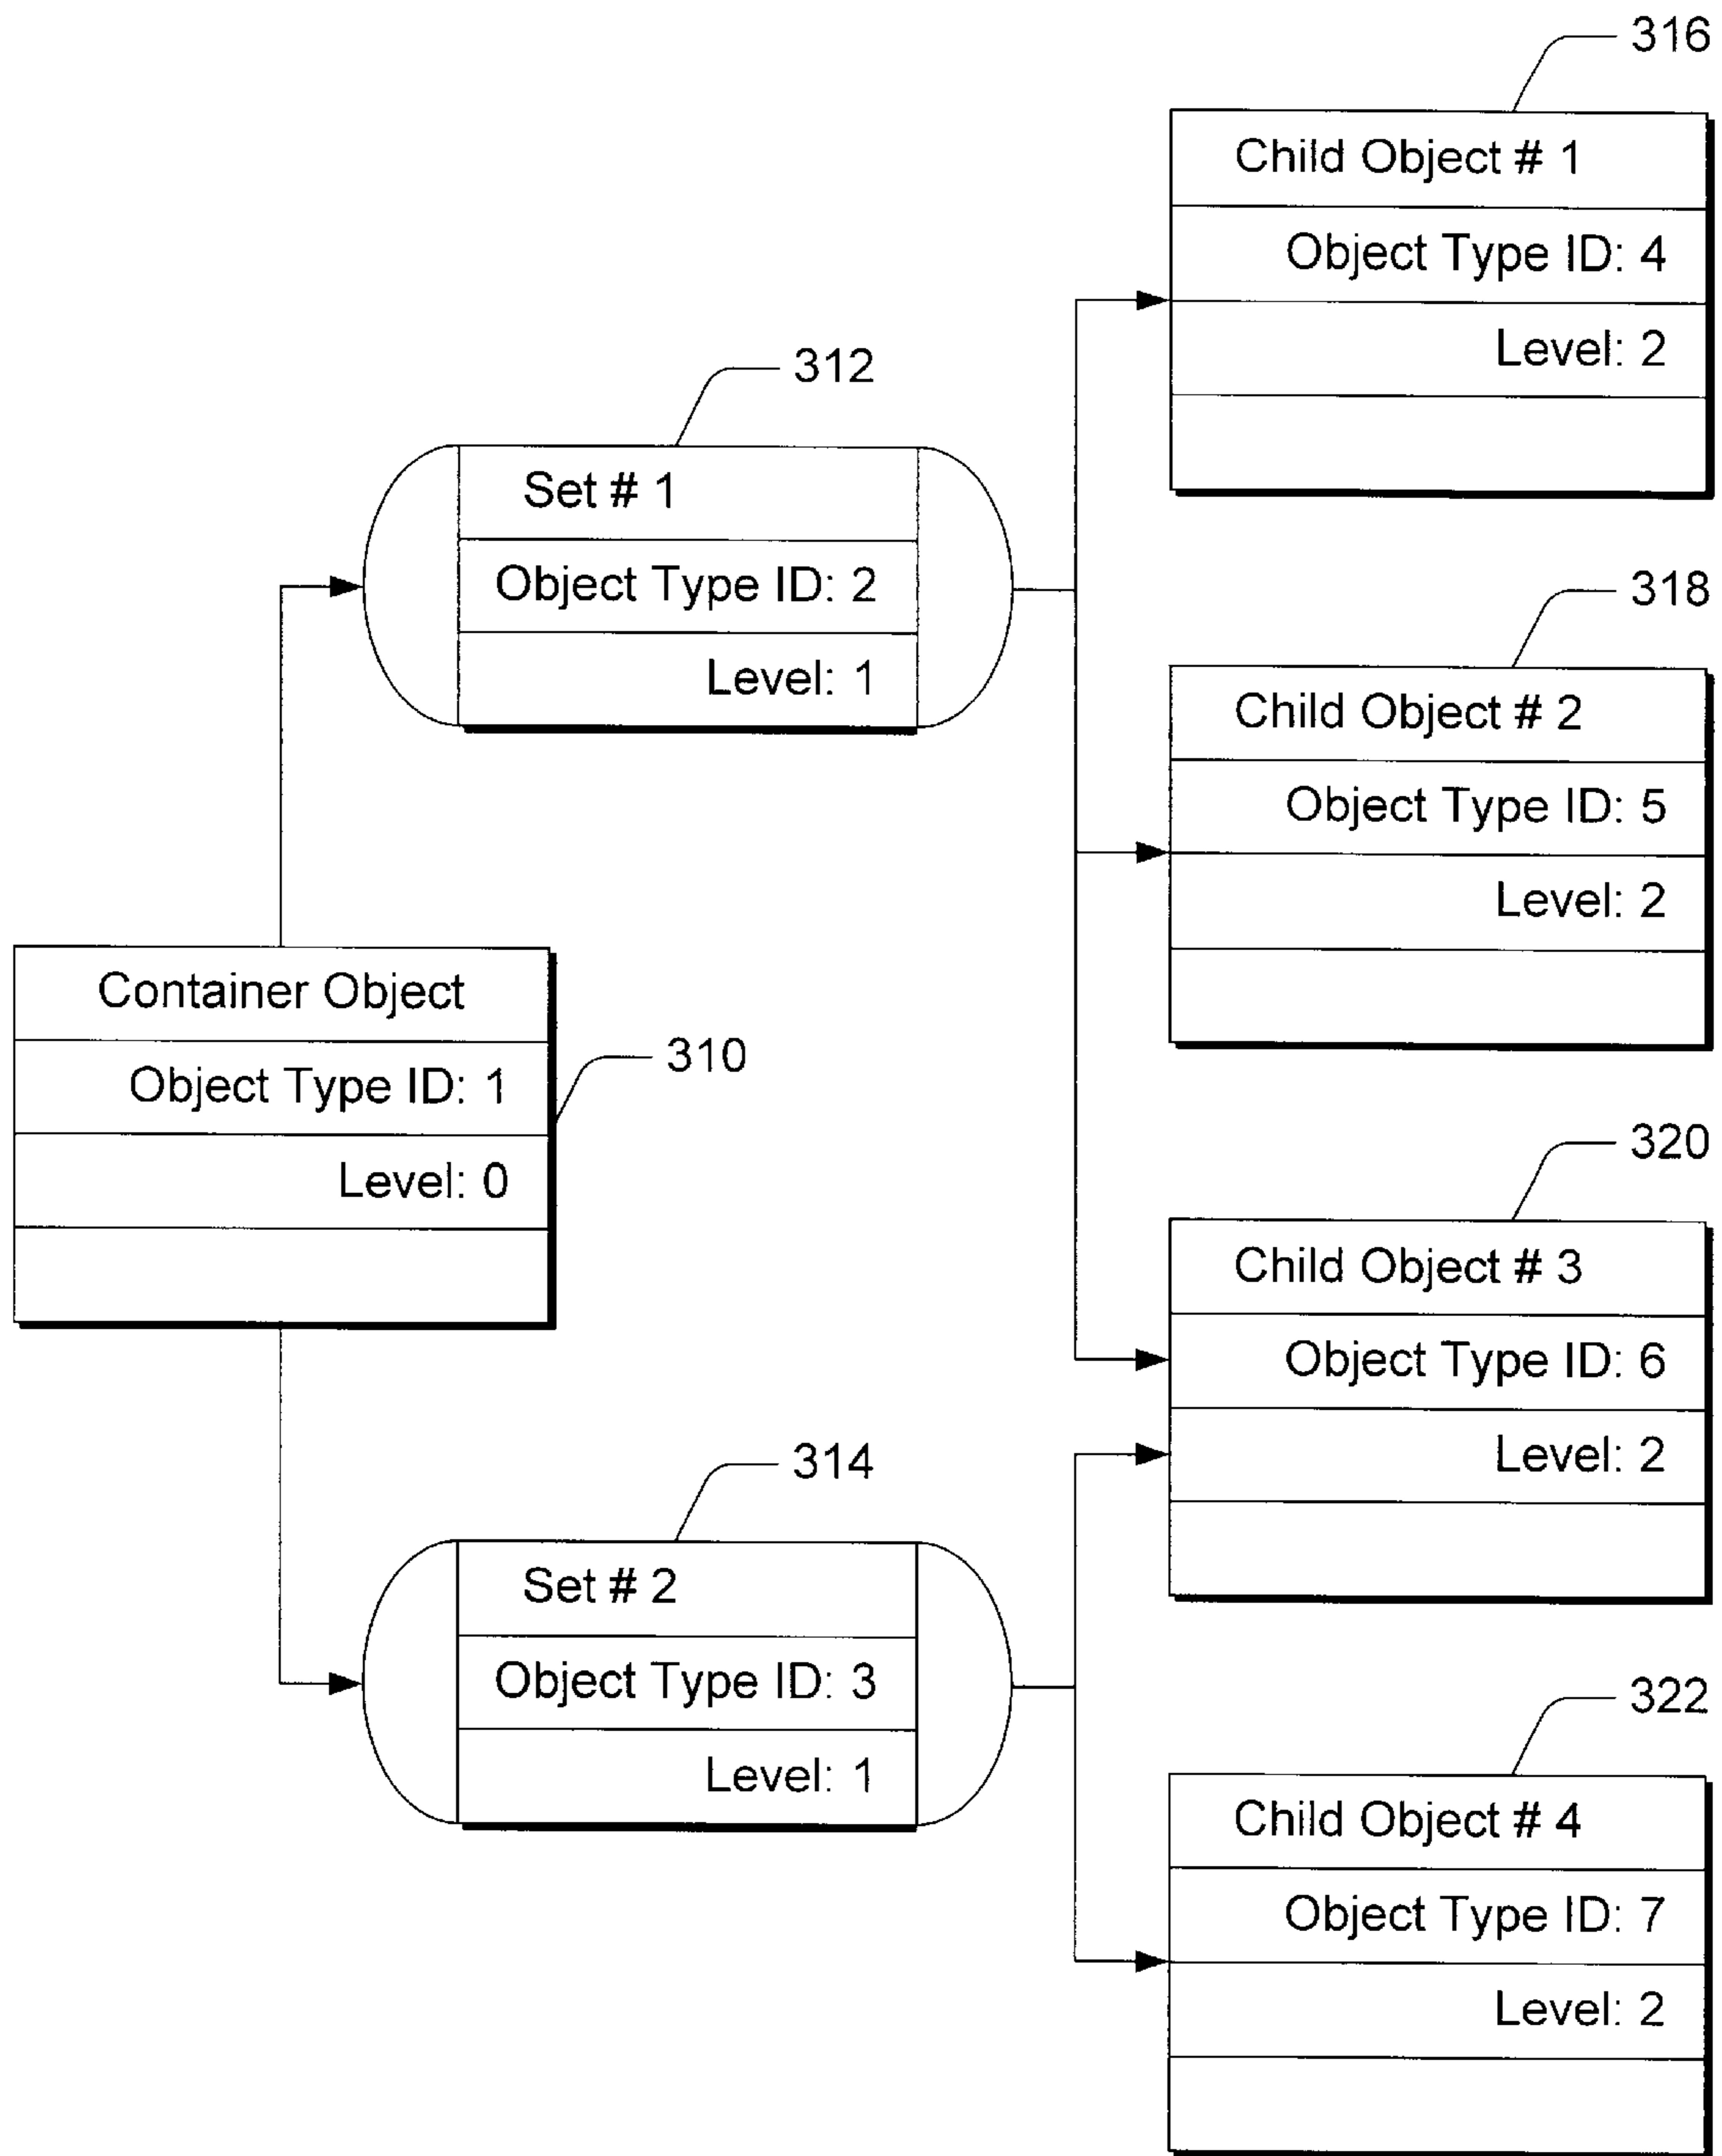 316
Child Object # 1
Object Type ID: 4
Level: 2
312
Set # 1
Object Type ID: 2
Level: 1
318
Child Object # 2
Object Type ID: 5
Level: 2
Container Object
Object Type ID: 1
Level: 0
310
320
Child Object # 3
Object Type ID: 6
Level: 2
314
Set # 2
Object Type ID: 3
Level: 1
322
Child Object # 4
Object Type ID: 7
Level: 2